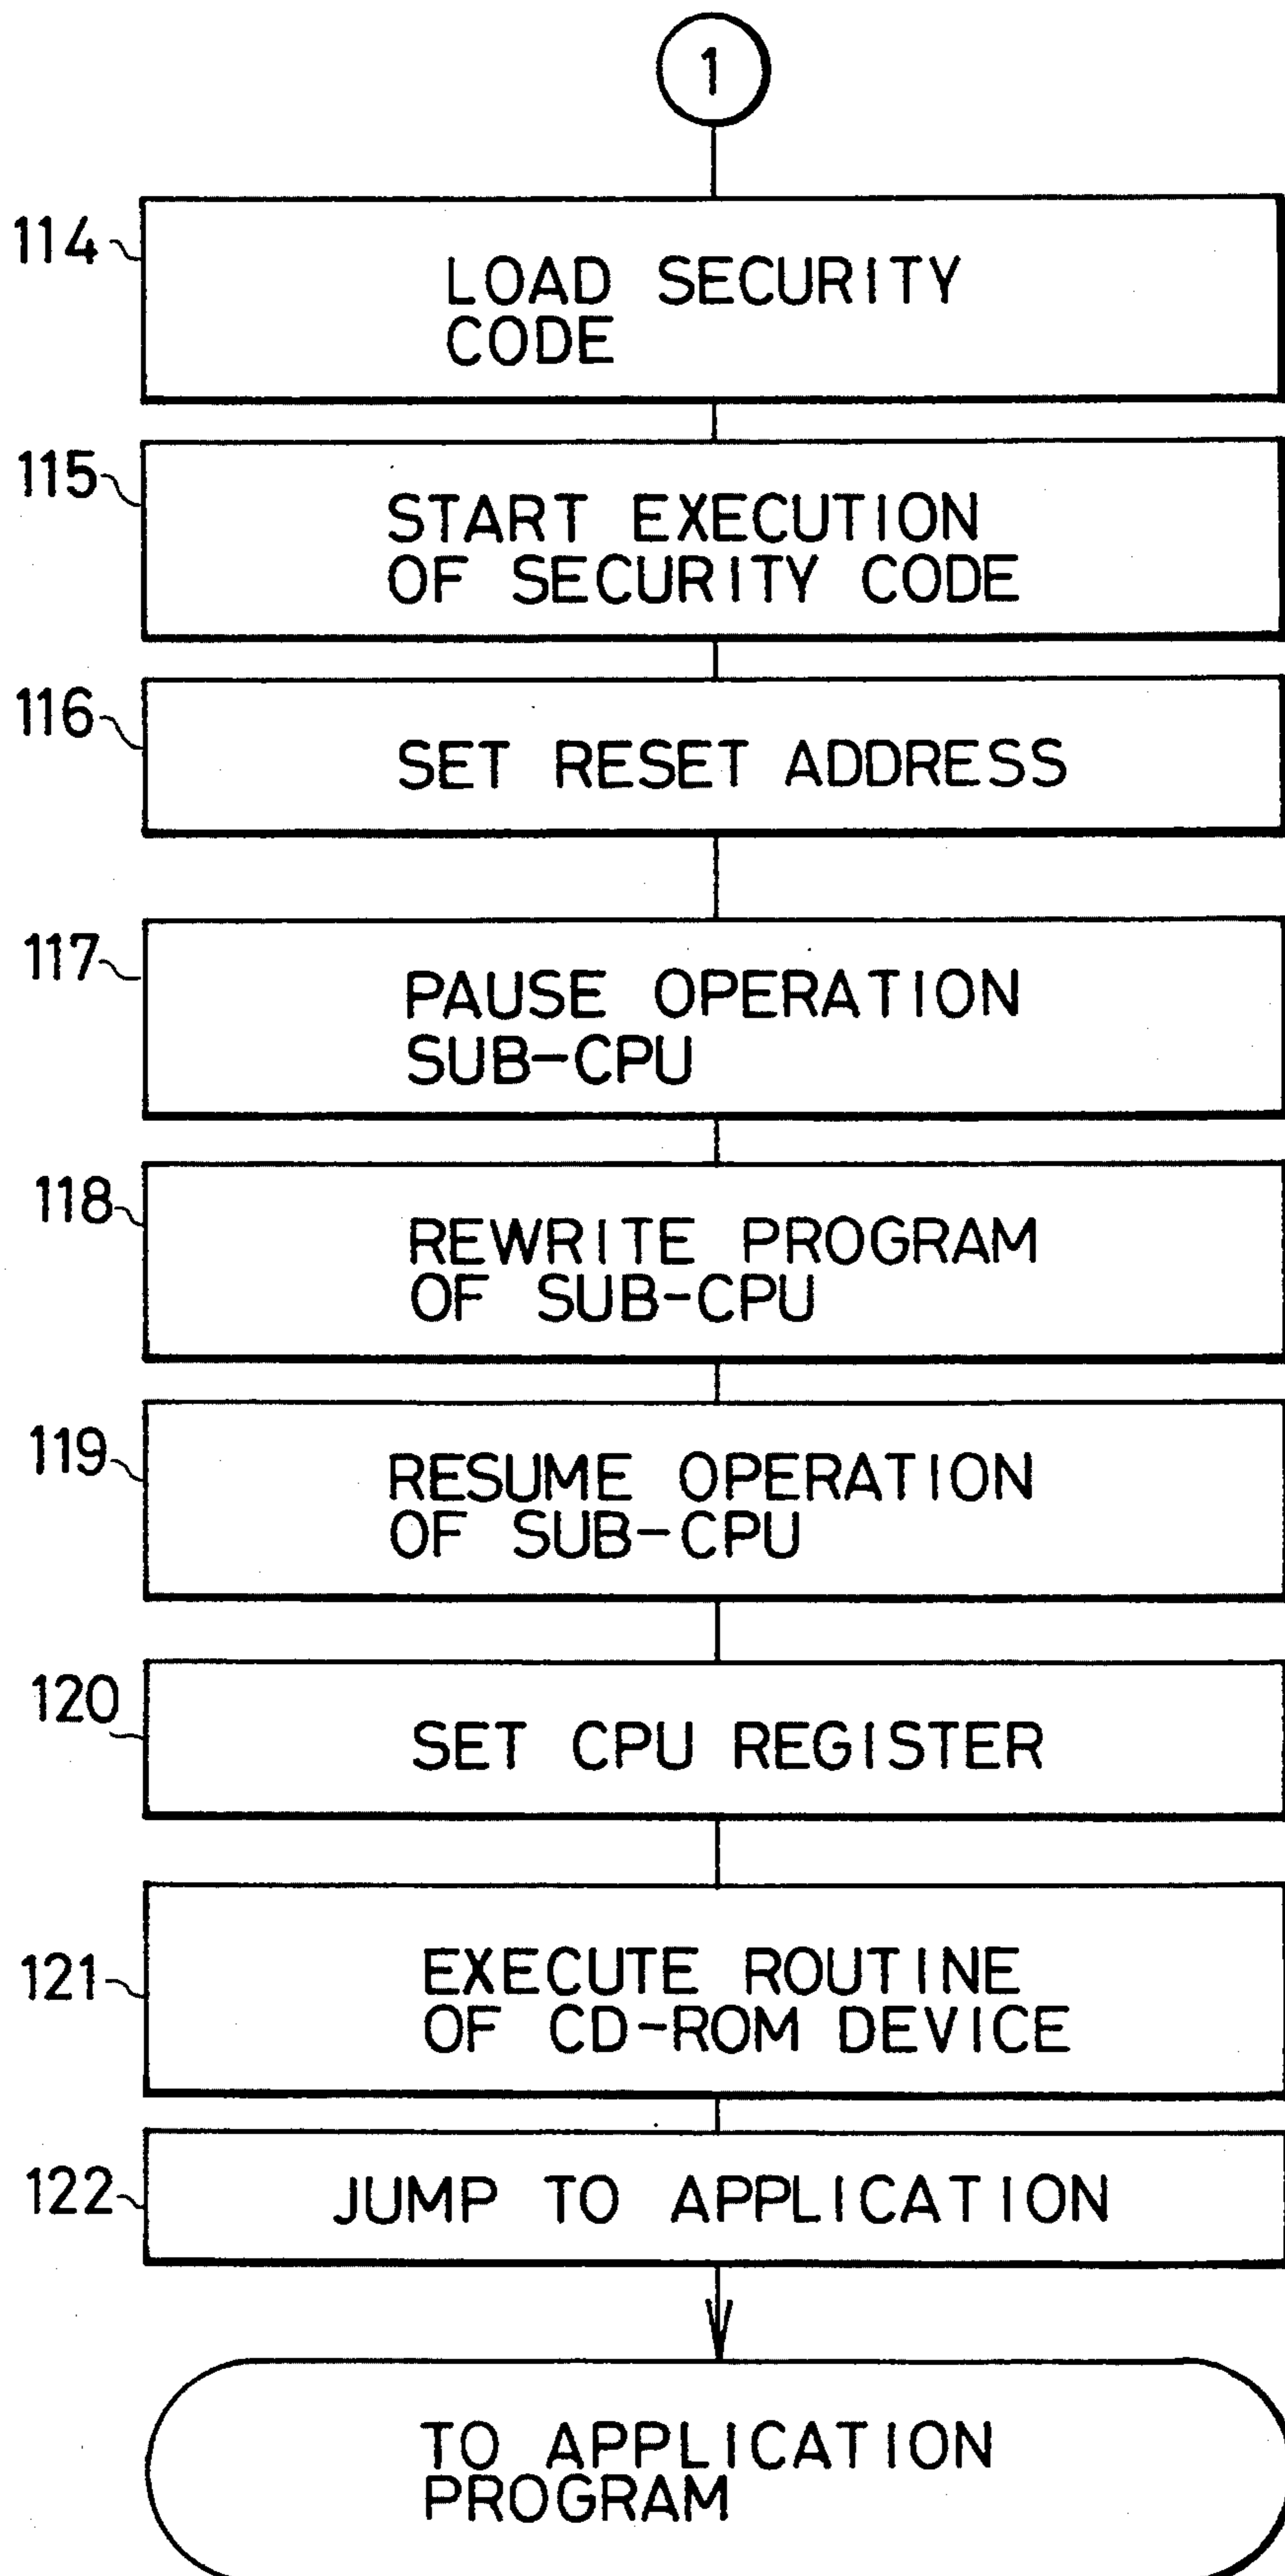 1
114
LOAD SECURITY
CODE
115
START EXECUTION
OF SECURITY CODE
116
SET RESET ADDRESS
117
PAUSE OPERATION
SUB-CPU
118
REWRITE PROGRAM
OF SUB-CPU
119
RESUME OPERATION
OF SUB-CPU
120
SET CPU REGISTER
121
EXECUTE ROUTINE
OF CD-ROM DEVICE
122
JUMP TO APPLICATION
TO APPLICATION
PROGRAM